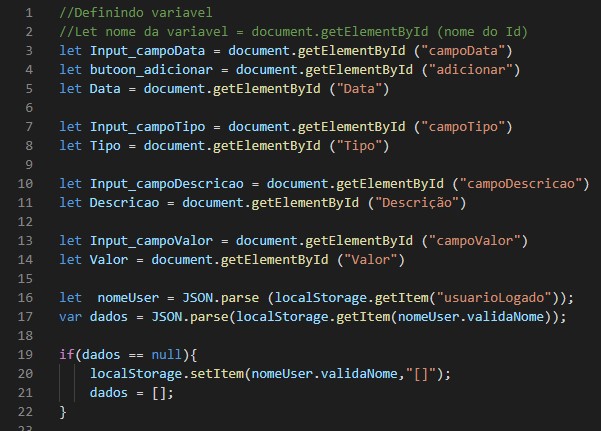 1 //Definindo variavel
2 //Let nome da variavel = document.getElementById (nome do Id)
3 let Input_campoData = document.getElementById ("campoData")
4 let butoon_adicionar = document.getElementById ("adicionar")
5 let Data = document.getElementById ("Data")
6
7 let Input_campoTipo = document.getElementById ("campoTipo")
8 let Tipo = document.getElementById ("Tipo")
9
10 let Input_campoDescricao = document.getElementById ("campoDescricao")
11 let Descricao = document.getElementById ("Descrição")
12
13 let Input_campoValor = document.getElementById ("campoValor")
14 let Valor = document.getElementById ("Valor")
15
16 let  nomeUser = JSON.parse (localStorage.getItem("usuarioLogado"));
17 var dados = JSON.parse(localStorage.getItem(nomeUser.validaNome));
18
19 if(dados == null){
20     localStorage.setItem(nomeUser.validaNome,"[]");
21     dados = [];
22 }
23